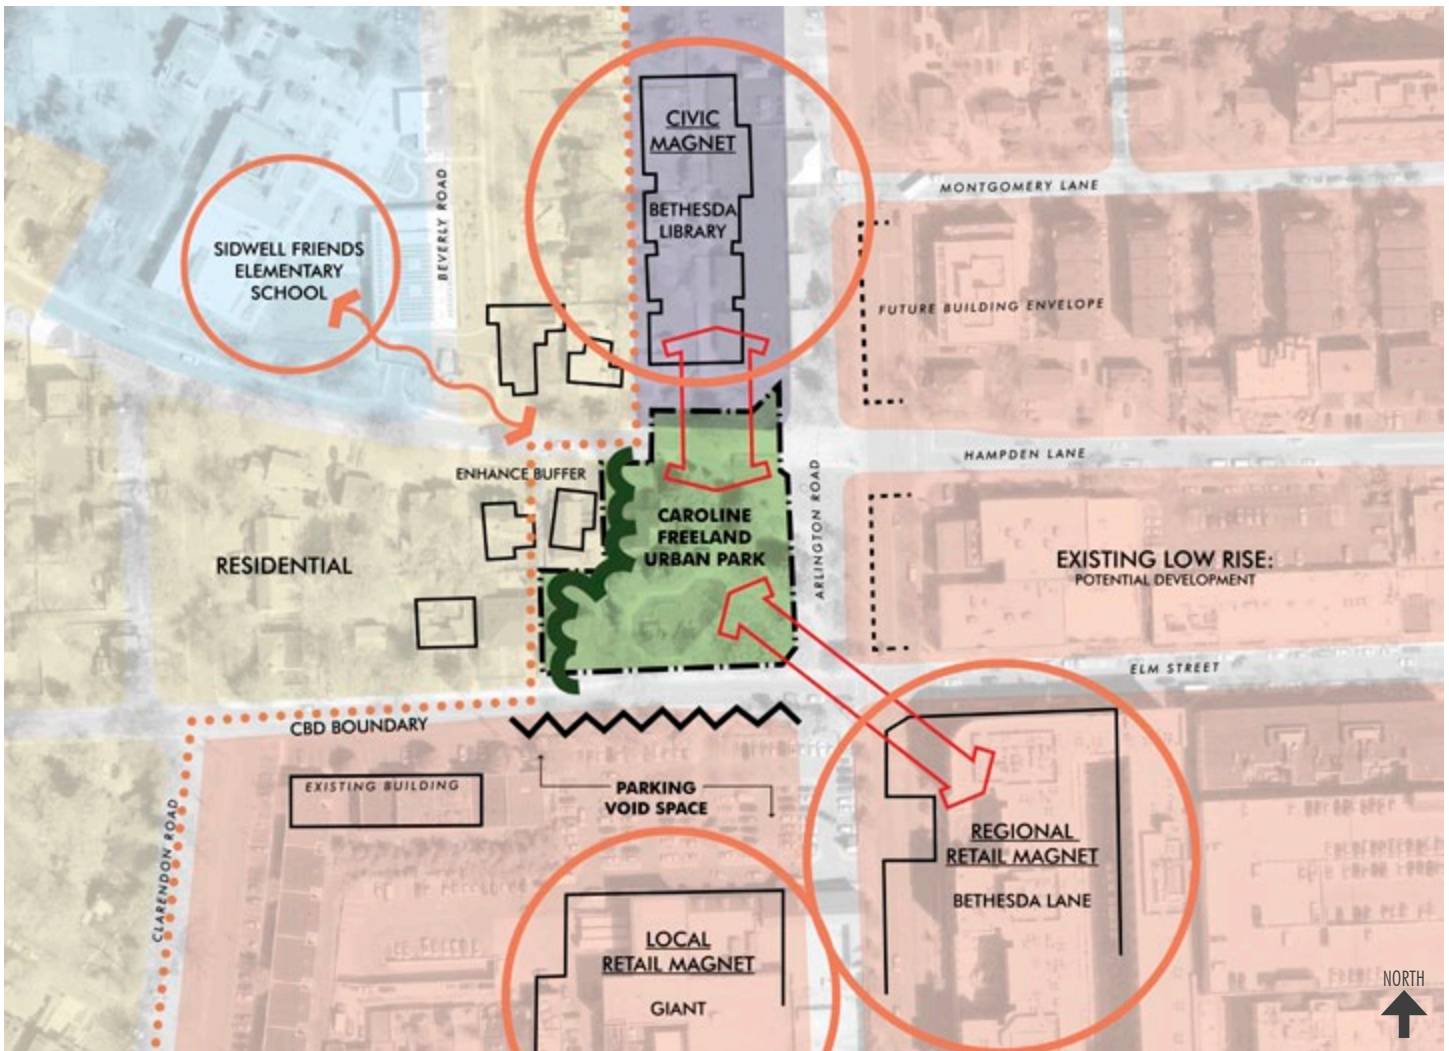 CIVIC
MAGNET
BETHESDA
LIBRARY
MONTGOMERY LANE
BEVERLY ROAD
SIDWELL FRIENDS
ELEMENTARY
SCHOOL
FUTURE BUILDING ENVELOPE
HAMPDEN LANE
ENHANCE BUFFER
ARLINGTON ROAD
CAROLINE
FREELAND
URBAN PARK
RESIDENTIAL
EXISTING LOW RISE:
POTENTIAL DEVELOPMENT
ELM STREET
CBD BOUNDARY
EXISTING BUILDING
PARKING
VOID SPACE
CLARENDON ROAD
REGIONAL
RETAIL MAGNET
BETHESDA LANE
LOCAL
RETAIL MAGNET
GIANT
NORTH